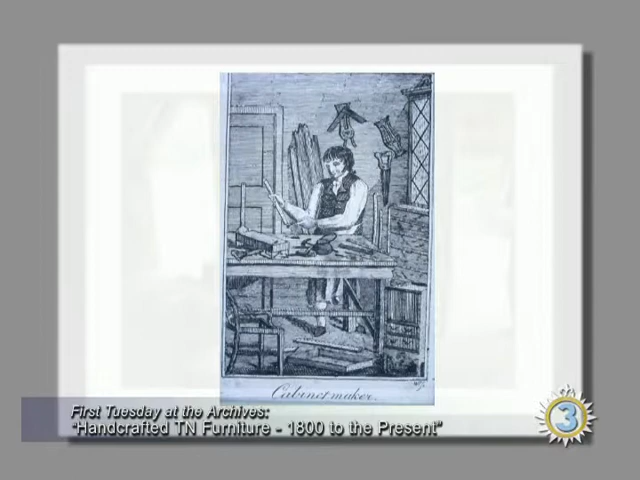 Cabinet maker.
First Tuesday at the Archives:
"Handcrafted TN Furniture - 1800 to the Present"
3